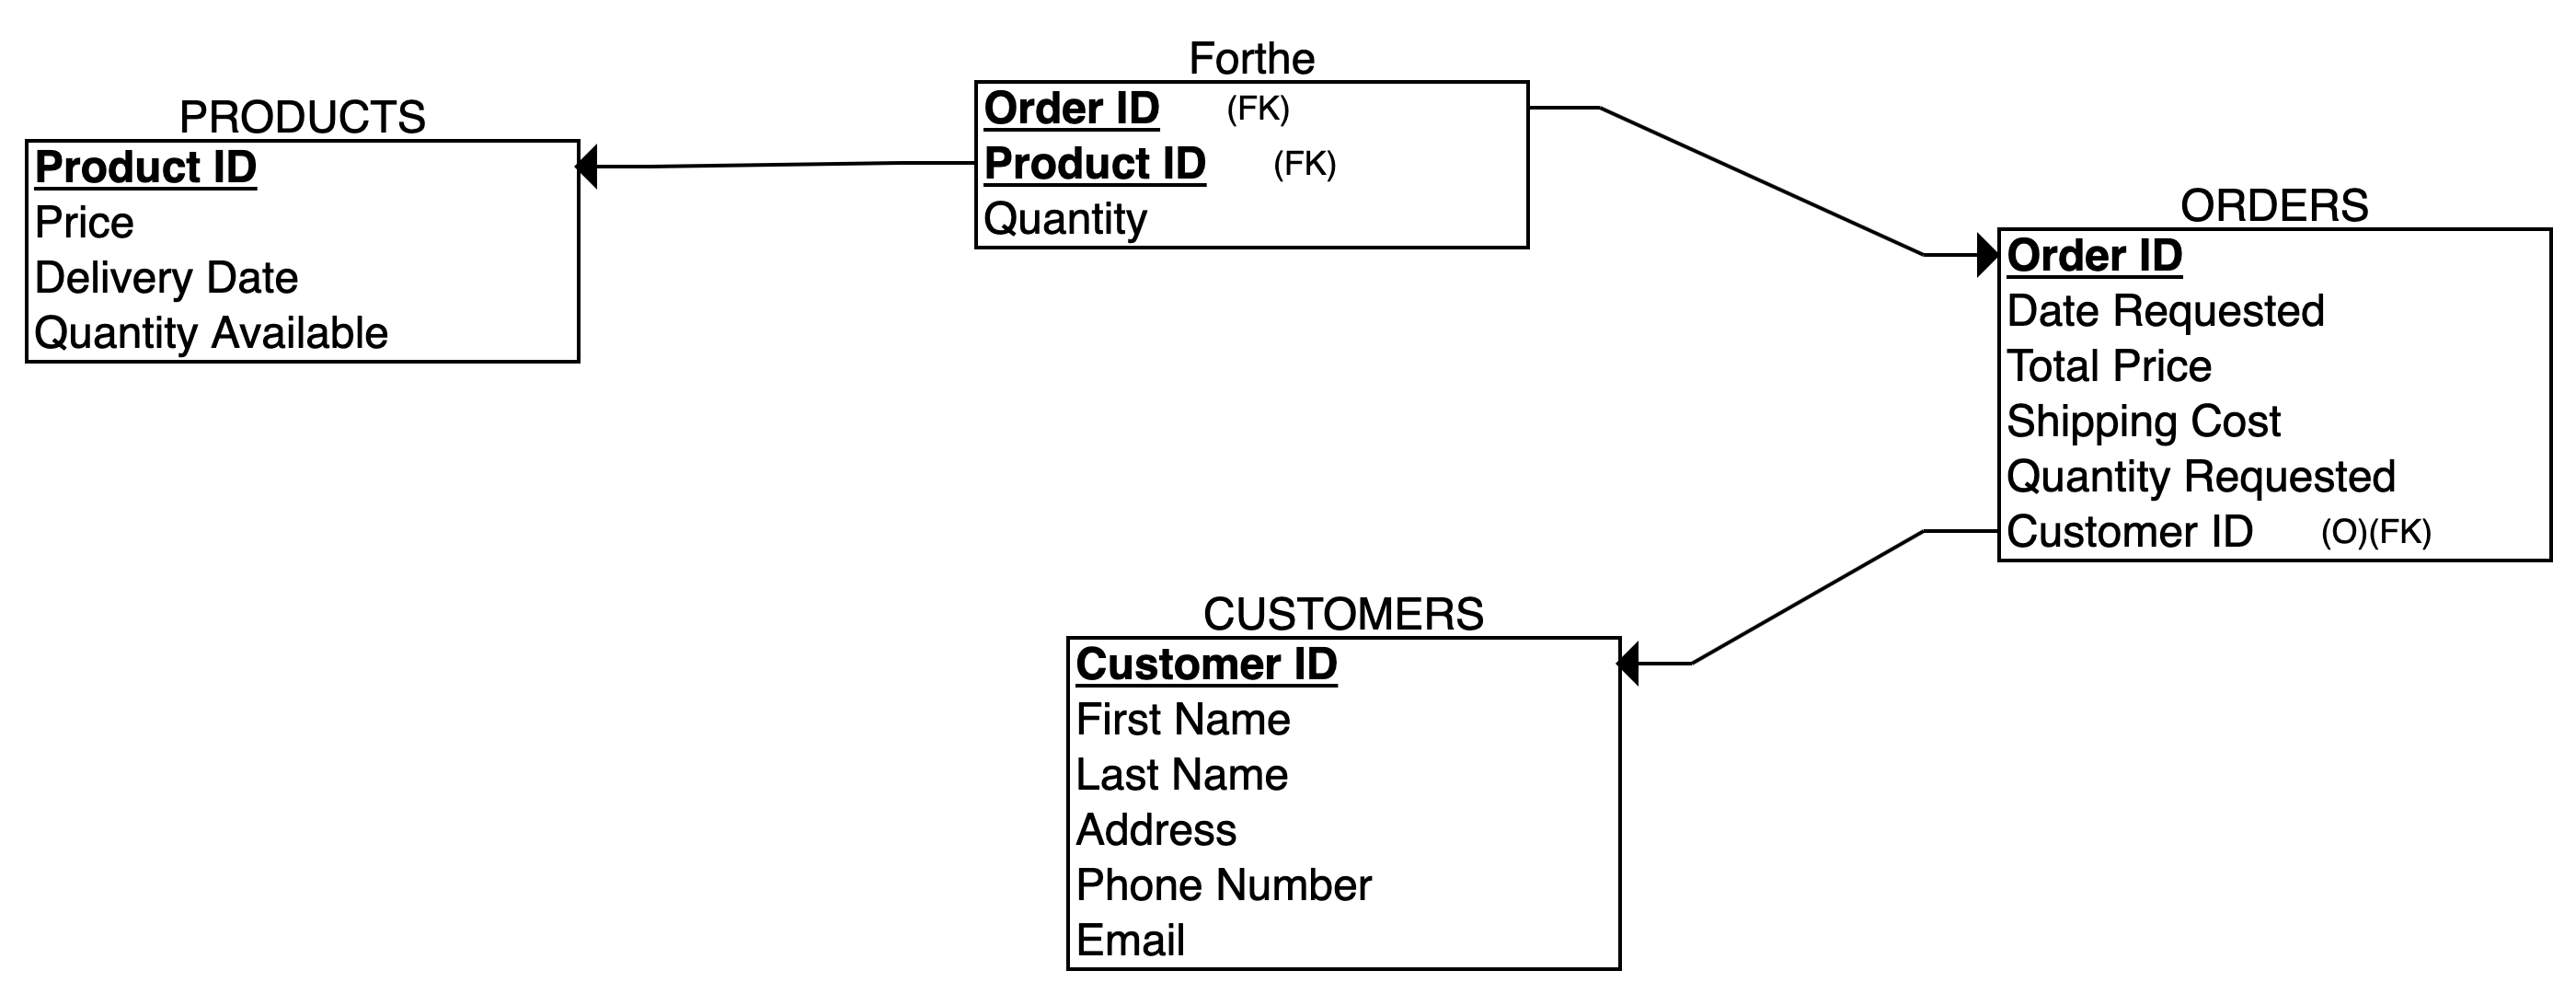 PRODUCTS
Product ID
Price
Delivery Date
Quantity Available
Forthe
Order ID (FK)
Product ID (FK)
Quantity
ORDERS
Order ID
Date Requested
Total Price
Shipping Cost
Quantity Requested
Customer ID (O)(FK)
CUSTOMERS
Customer ID
First Name
Last Name
Address
Phone Number
Email